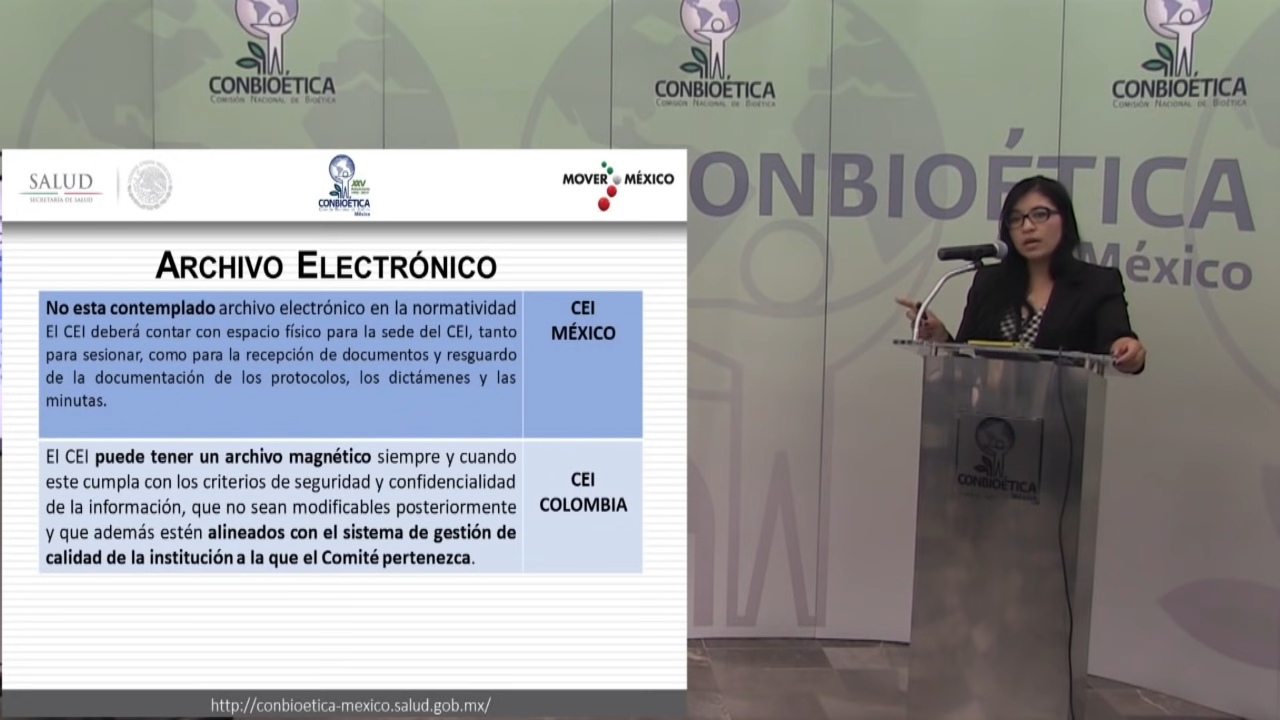 CONBIOÉTICA
COMISIÓN NACIONAL DE BIOÉTICA
CONBIOÉTICA
COMISIÓN NACIONAL DE BIOÉTICA
CONBIOÉTICA
COMISIÓN NACIONAL DE BIOÉTICA
ONBIOÉTICA
México
SALUD
SECRETARÍA DE SALUD
XXV
CONBIOÉTICA
México
MOVER MÉXICO
ARCHIVO ELECTRÓNICO
No esta contemplado archivo electrónico en la normatividad
El CEI deberá contar con espacio físico para la sede del CEI, tanto
para sesionar, como para la recepción de documentos y resguardo
de la documentación de los protocolos, los dictámenes y las
minutas.
CEI
MÉXICO
El CEI puede tener un archivo magnético siempre y cuando
este cumpla con los criterios de seguridad y confidencialidad
de la información, que no sean modificables posteriormente
y que además estén alineados con el sistema de gestión de
calidad de la institución a la que el Comité pertenezca.
CEI
COLOMBIA
http://conbioetica-mexico.salud.gob.mx/
CONBIOÉTICA